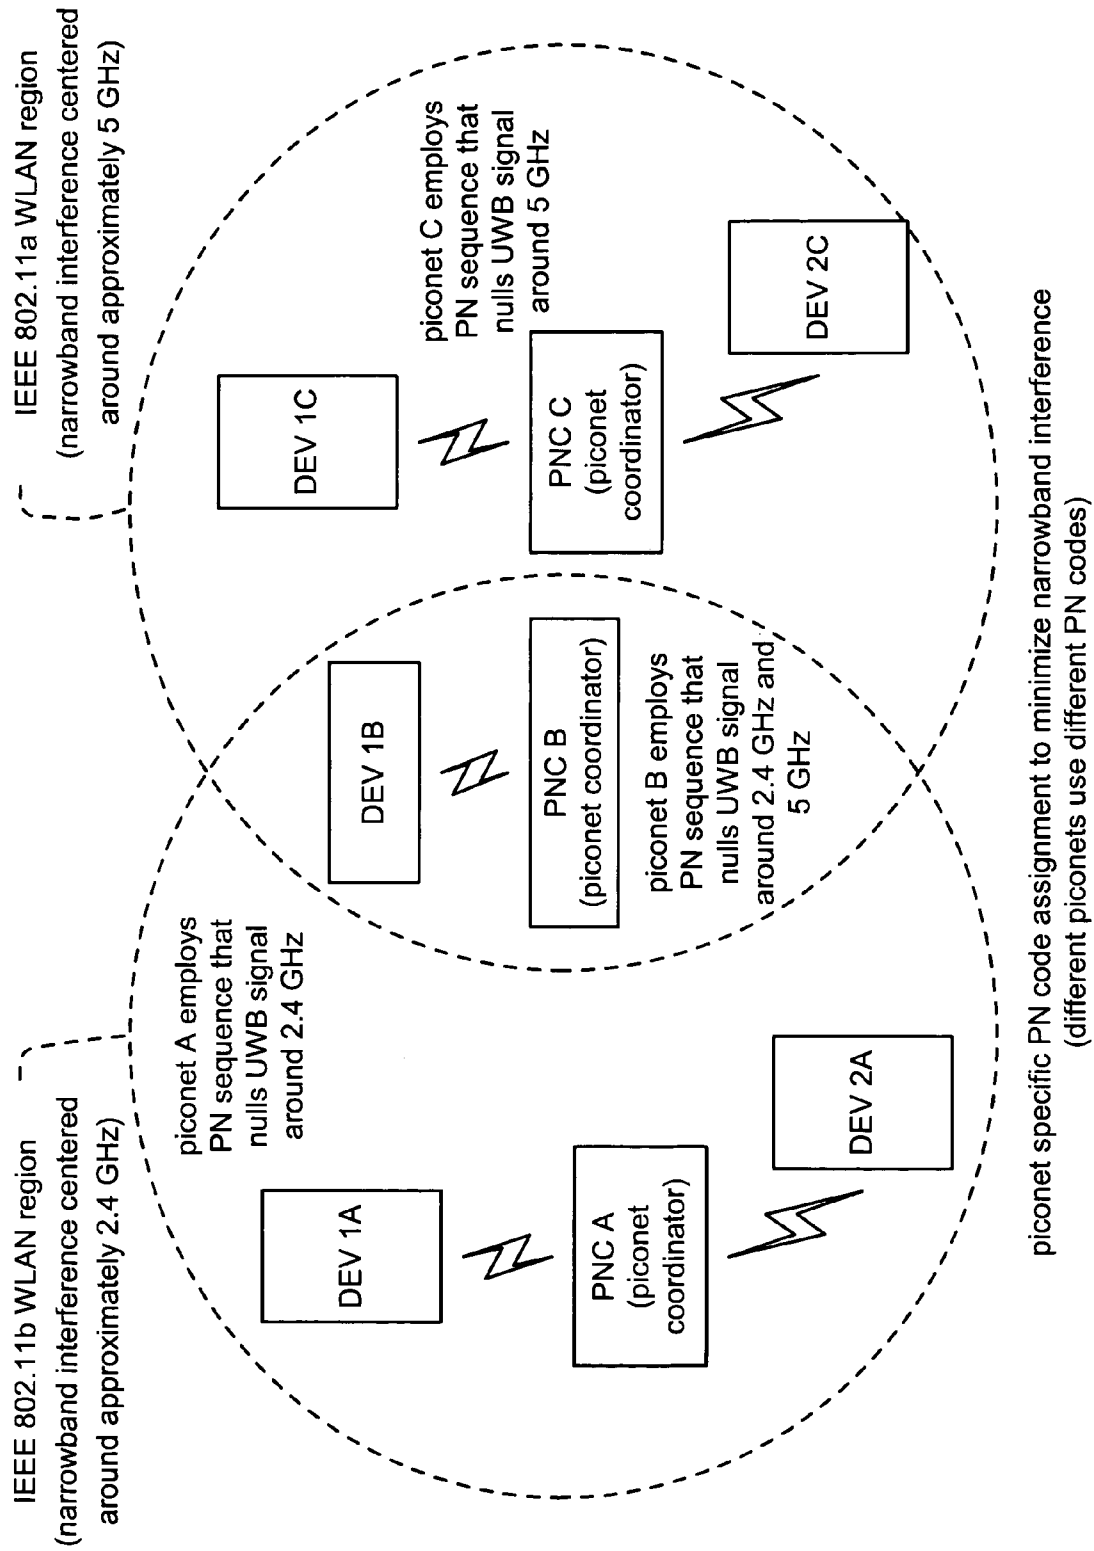 IEEE 802.11b WLAN region
(narrowband interference centered
around approximately 2.4 GHz)
IEEE 802.11a WLAN region
(narrowband interference centered
around approximately 5 GHz)
piconet A employs
PN sequence that
nulls UWB signal
around 2.4 GHz
DEV 1A
PNC A
(piconet
coordinator)
DEV 2A
DEV 1B
PNC B
(piconet coordinator)
piconet B employs
PN sequence that
nulls UWB signal
around 2.4 GHz and
5 GHz
DEV 1C
piconet C employs
PN sequence that
nulls UWB signal
around 5 GHz
PNC C
(piconet
coordinator)
DEV 2C
piconet specific PN code assignment to minimize narrowband interference
(different piconets use different PN codes)